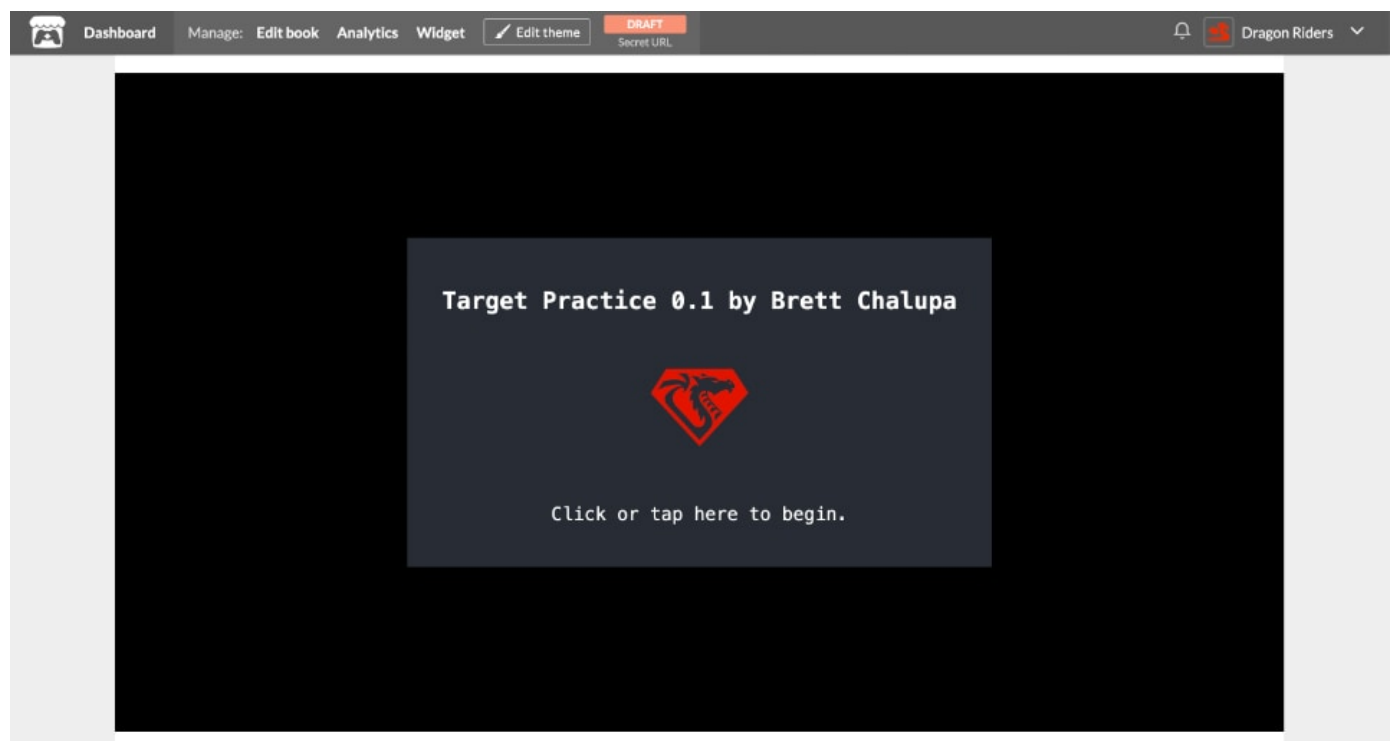 Dashboard Manage: Edit book Analytics Widget Edit theme DRAFT Dragon Riders
Secret URL
Target Practice 0.1 by Brett Chalupa
Click or tap here to begin.